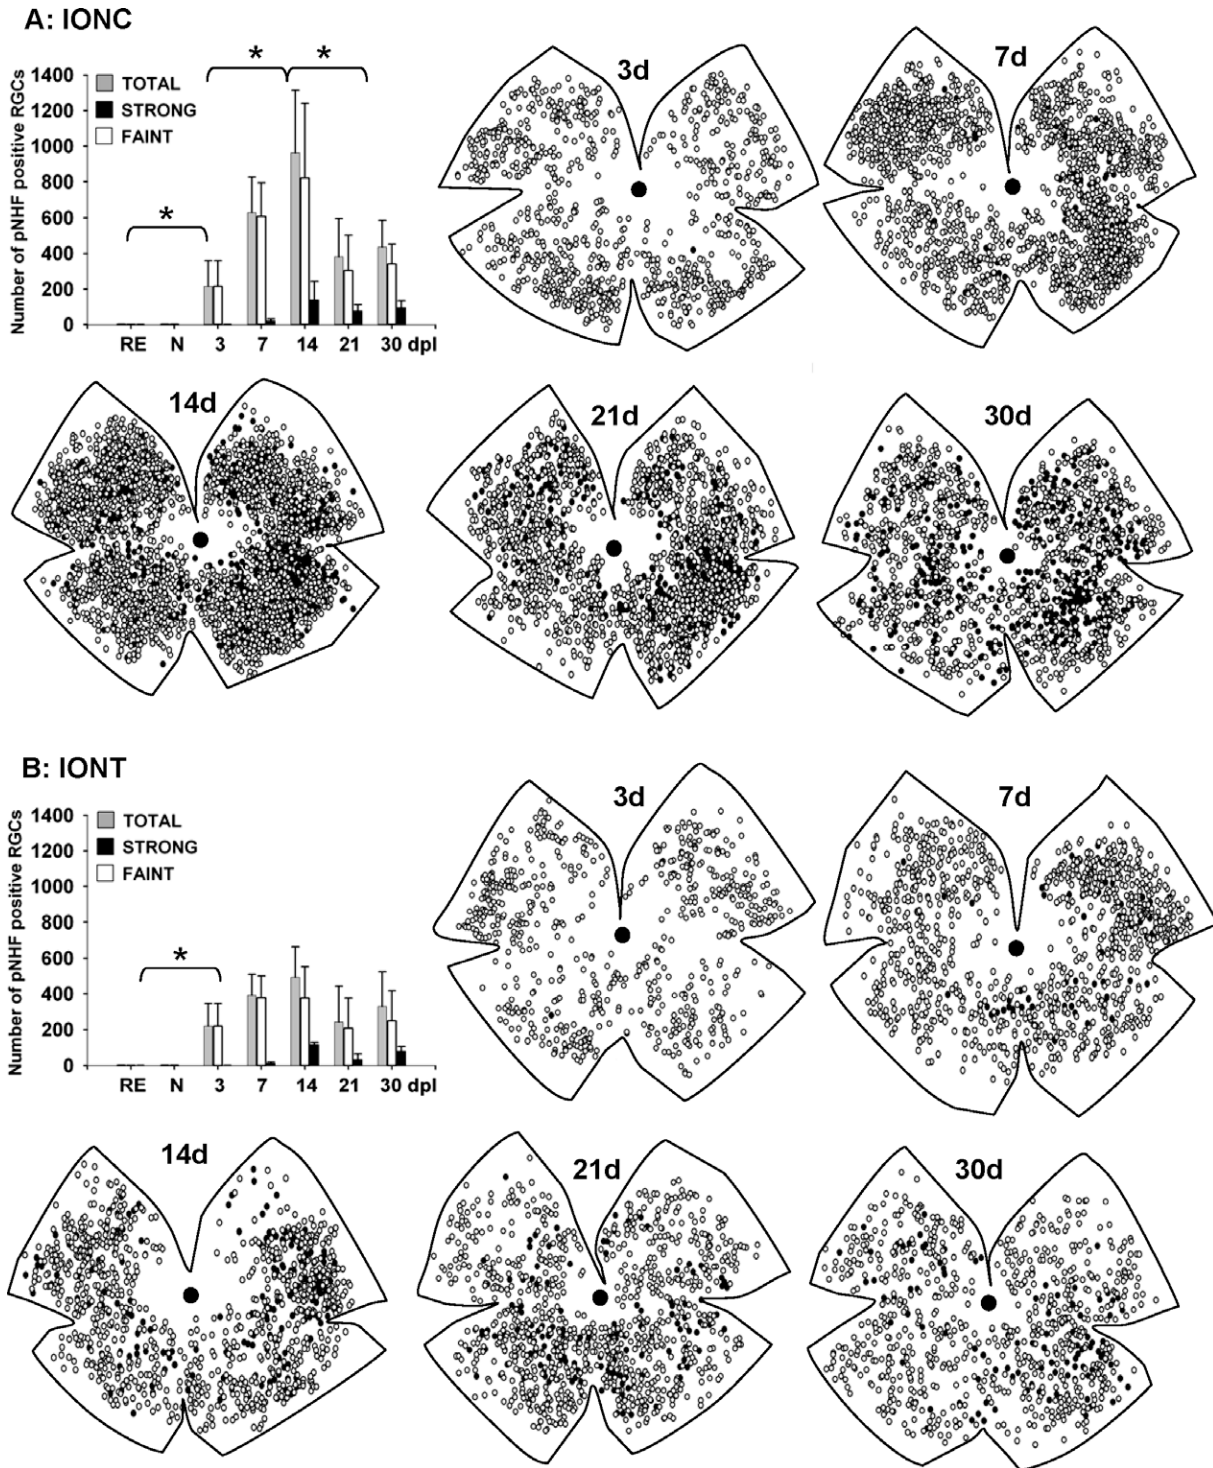 A: IONC
Number of pNHF positive RGCs
1400
1200
1000
800
600
400
200
0
TOTAL
STRONG
FAINT
*
*
*
RE N 3 7 14 21 30 dpl
3d
7d
14d
21d
30d
B: IONT
Number of pNHF positive RGCs
1400
1200
1000
800
600
400
200
0
TOTAL
STRONG
FAINT
*
RE N 3 7 14 21 30 dpl
3d
7d
14d
21d
30d